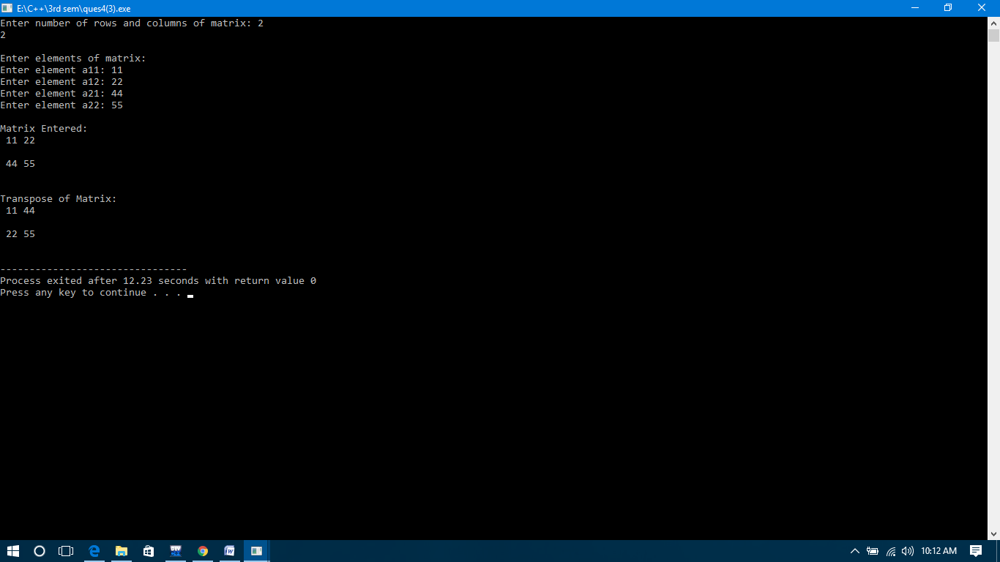 E:\C++\3rd sem\ques4(3).exe
Enter number of rows and columns of matrix: 2
2
Enter elements of matrix:
Enter element a11: 11
Enter element a12: 22
Enter element a21: 44
Enter element a22: 55
Matrix Entered:
11 22
44 55
Transpose of Matrix:
11 44
22 55
--------------------------------
Process exited after 12.23 seconds with return value 0
Press any key to continue . . .
10:12 AM